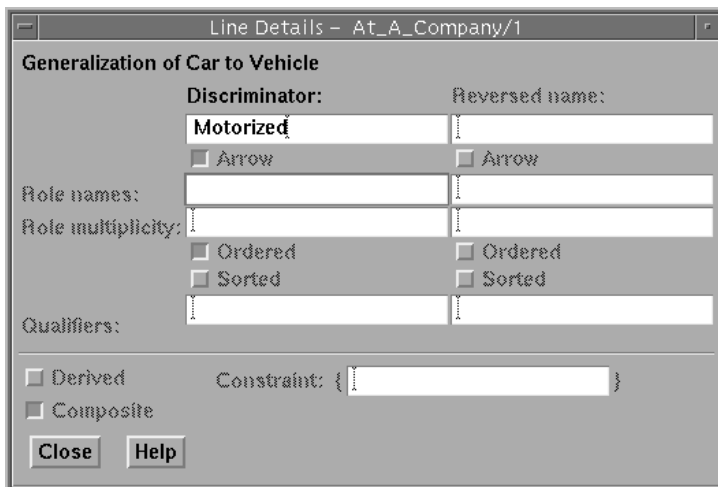 Line Details – At_A_Company/1
Generalization of Car to Vehicle
Discriminator: Reversed name:
Motorized
Arrow Arrow
Role names:
Role multiplicity:
Ordered Ordered
Sorted Sorted
Qualifiers:
Derived Constraint: { }
Composite
Close Help